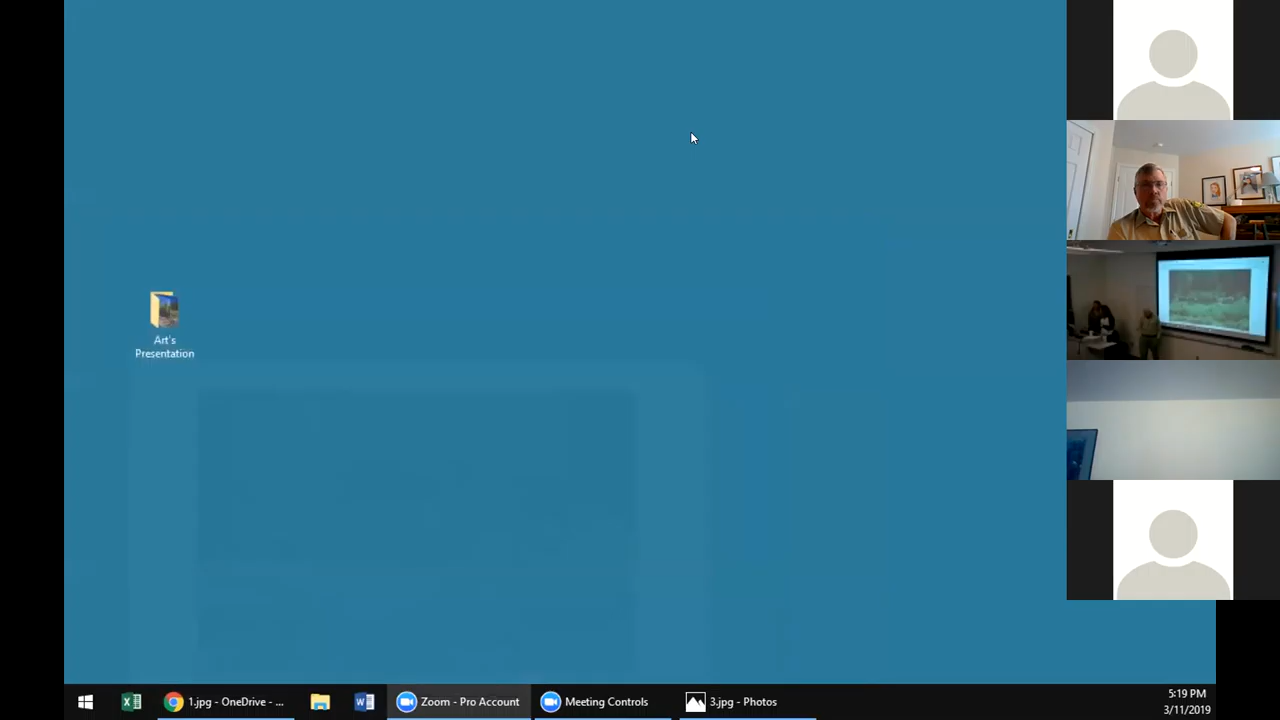 Art's
Presentation
1.jpg - OneDrive - ...
Zoom - Pro Account
Meeting Controls
3.jpg - Photos
5:19 PM
3/11/2019